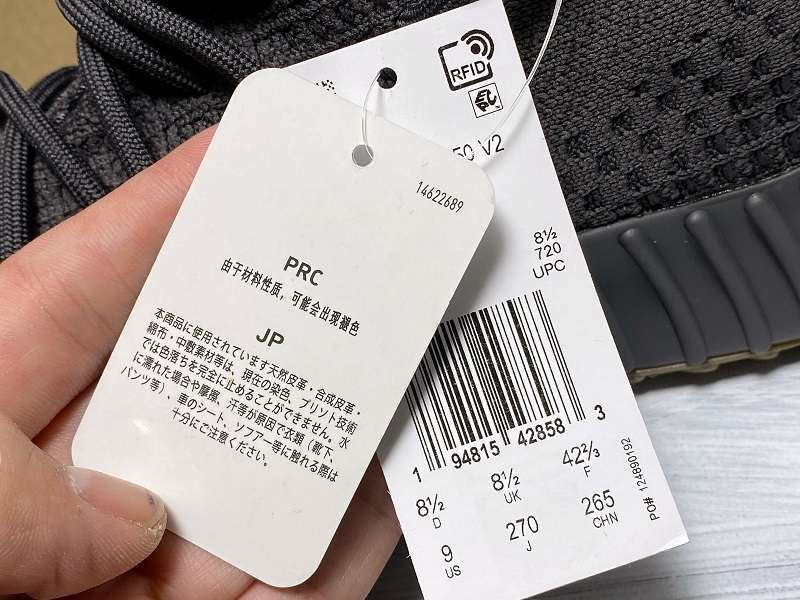 14622689
PRC
由于材料性质，可能会出现褪色
JP
本商品に使用されています天然皮革・合成皮革・
綿布・中敷素材等は、現在の染色、プリント技術
では色落ちを完全に止めることができません。水
に濡れた場合や摩擦、汗等が原因で衣類（靴下、
パンツ等）、車のシート、ソファー等に触れる際は
十分にご注意ください。
RFID
50 V2
8½
720
UPC
1 94815 42858 3
8½ 8½ 42⅔
D UK F
9 270 265
US J CHN
PO# 124890192